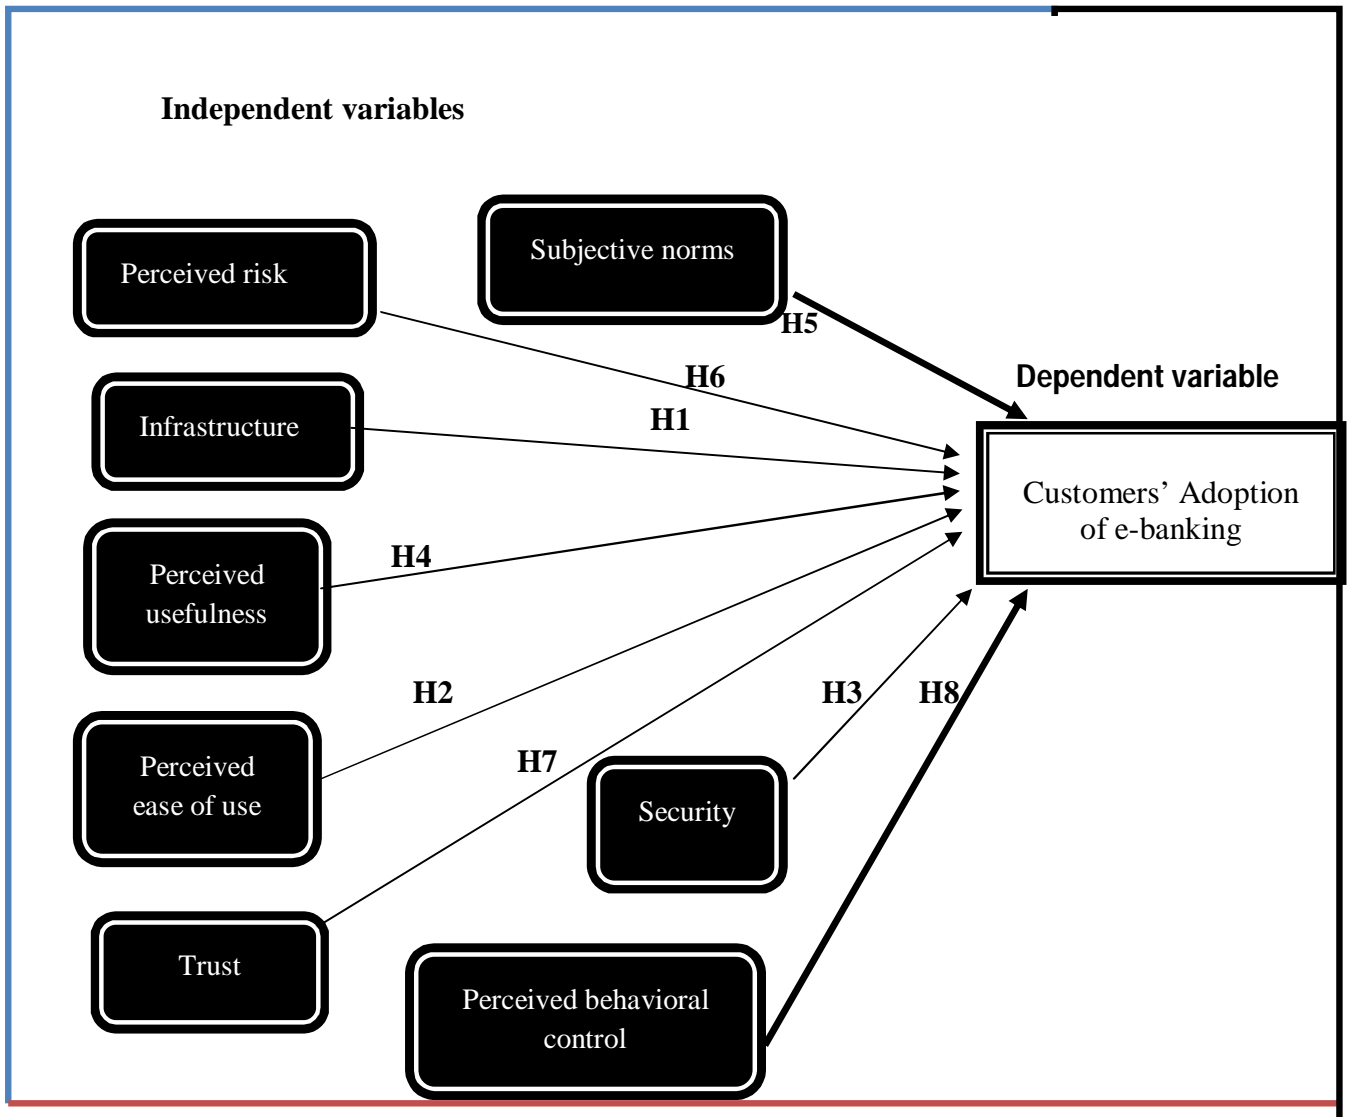 Independent variables
Subjective norms
Perceived risk
H5
H6
Dependent variable
H1
Infrastructure
Customers’ Adoption
of e-banking
H4
Perceived
usefulness
H2
H3
H8
Perceived
ease of use
H7
Security
Trust
Perceived behavioral
control